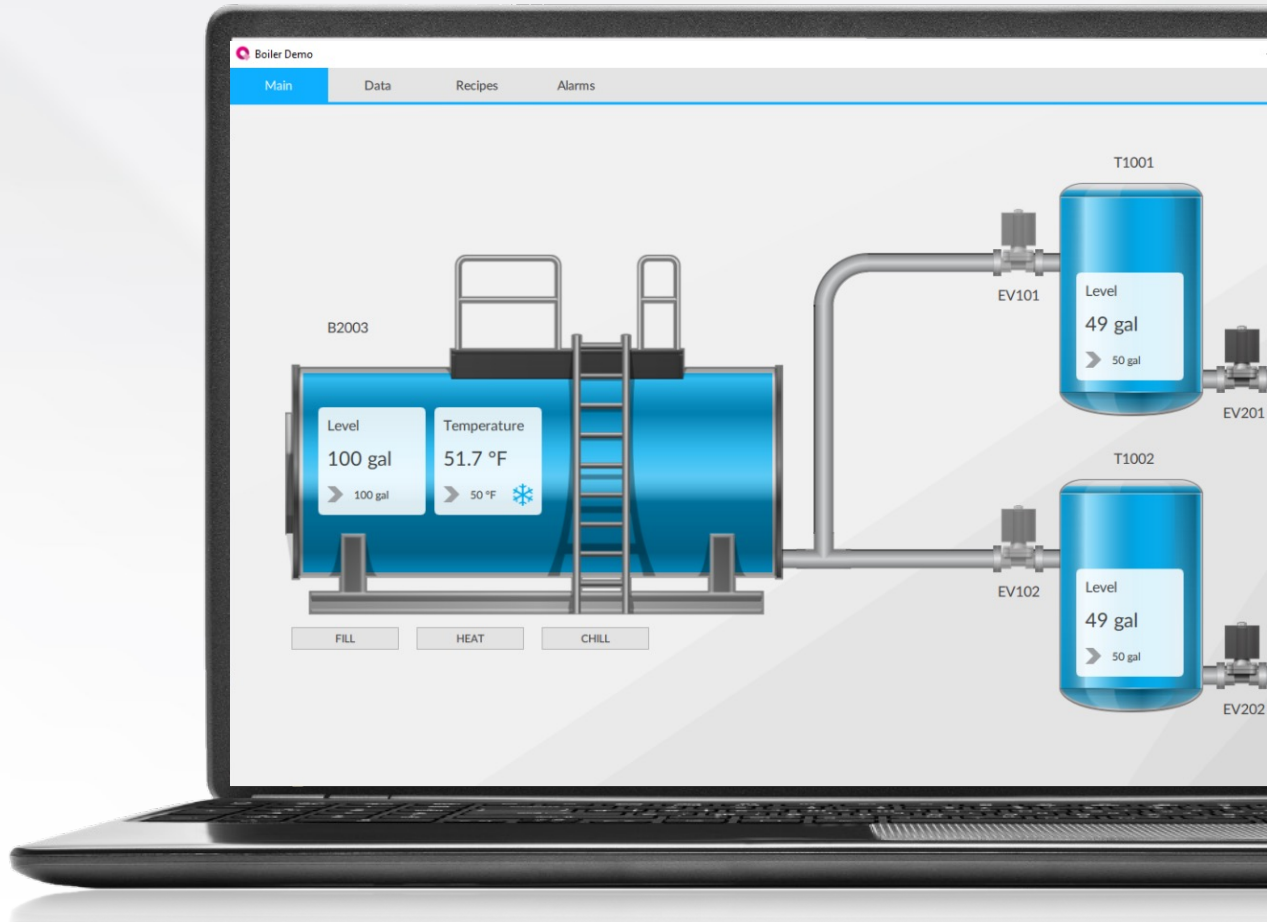 Boiler Demo
Main Data Recipes Alarms
T1001
EV101
Level
49 gal
50 gal
EV201
B2003
Level
100 gal
100 gal
Temperature
51.7 °F
50 °F
T1002
EV102
Level
49 gal
50 gal
EV202
FILL HEAT CHILL